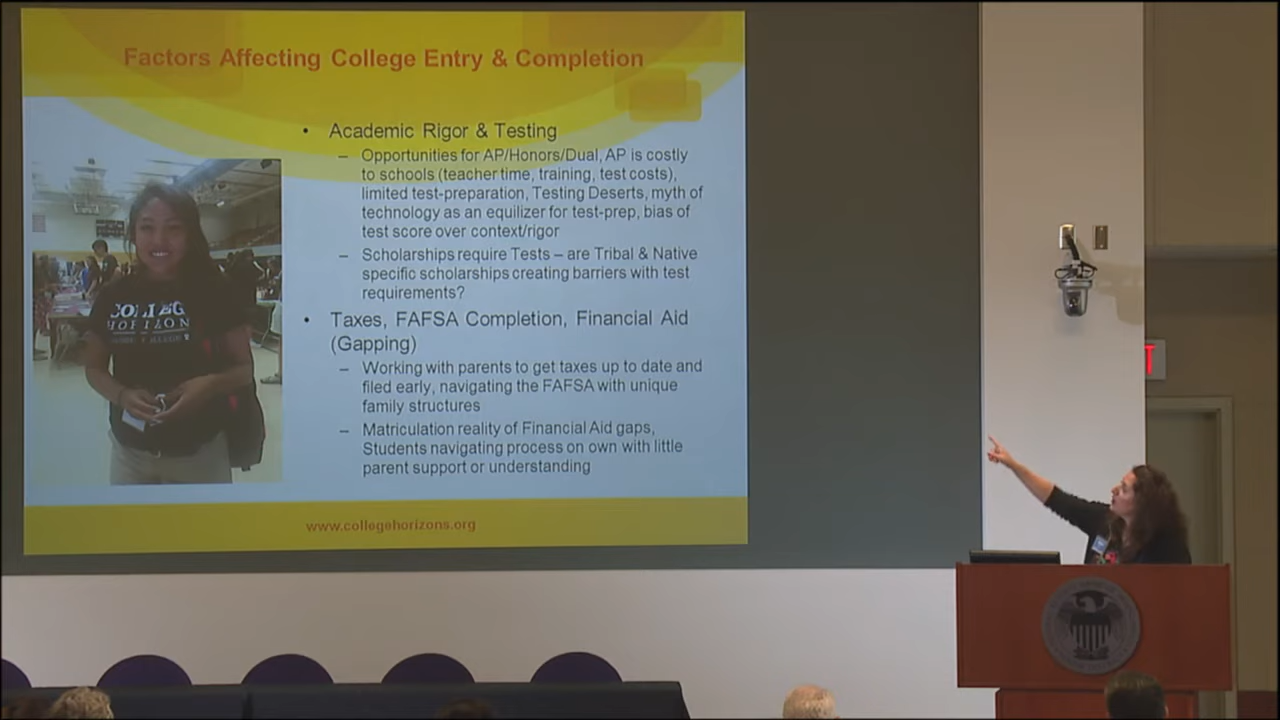 Factors Affecting College Entry & Completion
• Academic Rigor & Testing
– Opportunities for AP/Honors/Dual, AP is costly
to schools (teacher time, training, test costs),
limited test-preparation, Testing Deserts, myth of
technology as an equilizer for test-prep, bias of
test score over context/rigor
– Scholarships require Tests – are Tribal & Native
specific scholarships creating barriers with test
requirements?
• Taxes, FAFSA Completion, Financial Aid
(Gapping)
– Working with parents to get taxes up to date and
filed early, navigating the FAFSA with unique
family structures
– Matriculation reality of Financial Aid gaps,
Students navigating process on own with little
parent support or understanding
www.collegehorizons.org